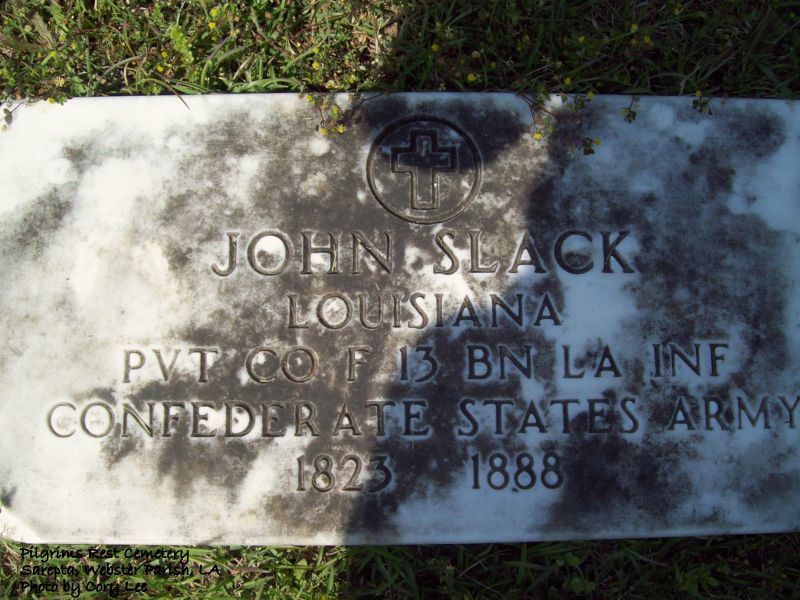 JOHN SLACK
LOUISIANA
PVT CO F 13 BN LA INF
CONFEDERATE STATES ARMY
1823 1888
Pilgrims Rest Cemetery
Sarepta, Webster Parish, LA
Photo by Cory Lee